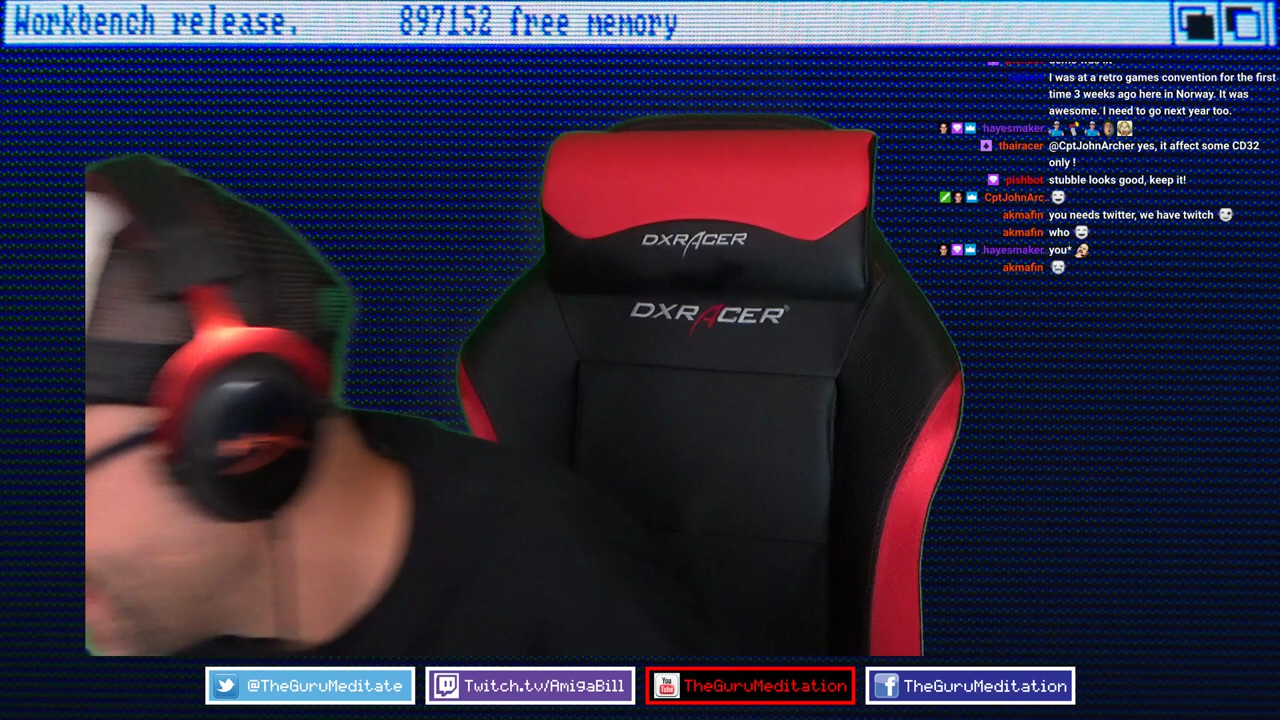 Workbench release. 897152 free memory
I was at a retro games convention for the first
time 3 weeks ago here in Norway. It was
awesome. I need to go next year too.
hayesmaker
thairacer @CptJohnArcher yes, it affect some CD32
only !
pishbot stubble looks good, keep it!
CptJohnArc
akmafin you needs twitter, we have twitch
akmafin who
hayesmaker you*
akmafin
DXRACER
DXRACER®
@TheGuruMeditate
Twitch.tv/AmigaBill
You Tube TheGuruMeditation
f TheGuruMeditation